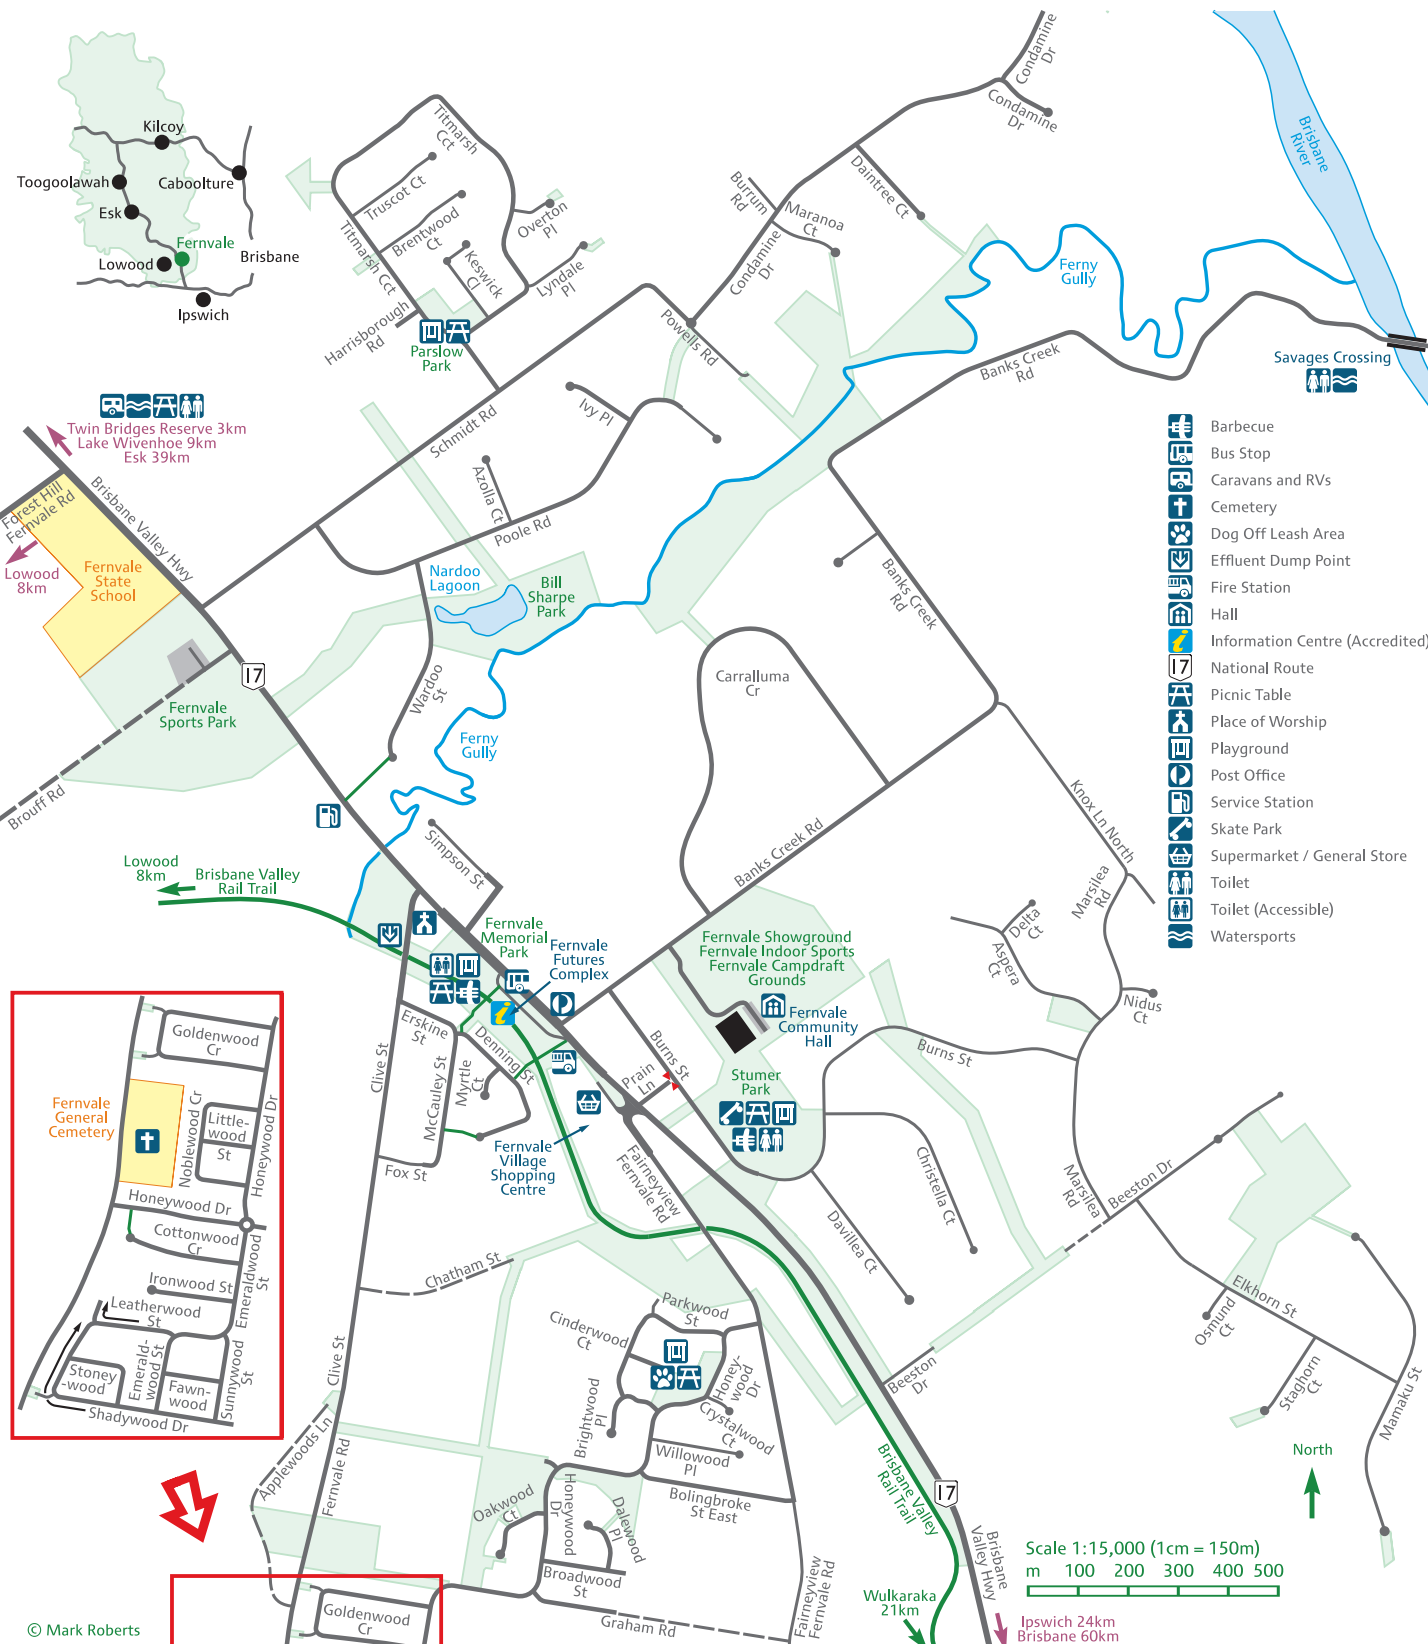 Kilcoy
Toogoolawah
Caboolture
Esk
Fernvale
Lowood
Brisbane
Ipswich
Titmarsh
Cct
Truscot Ct
Brentwood
Ct
Titmarsh Cct
Keswick
Cl
Overton
Pl
Lyndale
Pl
Harrisborough
Rd
Parslow
Park
Condamine
Dr
Condamine
Dr
Daintree Ct
Burrum
Rd
Maranoa
Ct
Condamine
Dr
Powells Rd
Brisbane
River
Ferny
Gully
Banks Creek
Rd
Savages Crossing
Twin Bridges Reserve 3km
Lake Wivenhoe 9km
Esk 39km
Forest Hill
Fernvale Rd
Brisbane Valley Hwy
Lowood
8km
Fernvale
State
School
Schmidt Rd
Ivy Pl
Azolla Ct
Poole Rd
Nardoo
Lagoon
Bill
Sharpe
Park
Banks Creek
Rd
Barbecue
Bus Stop
Caravans and RVs
Cemetery
Dog Off Leash Area
Effluent Dump Point
Fire Station
Hall
Information Centre (Accredited)
17
National Route
Picnic Table
Place of Worship
Playground
Post Office
Service Station
Skate Park
Supermarket / General Store
Toilet
Toilet (Accessible)
Watersports
17
Fernvale
Sports Park
Brouff Rd
Wardoo
St
Ferny
Gully
Carralluma
Cr
Simpson St
Banks Creek Rd
Knox Ln North
Marsilea
Rd
Lowood
8km
Brisbane Valley
Rail Trail
Fernvale
Memorial
Park
Fernvale
Futures
Complex
Fernvale Showground
Fernvale Indoor Sports
Fernvale Campdraft
Grounds
Fernvale
Community
Hall
Delta
Ct
Aspera
Ct
Nidus
Ct
Erskine
St
Denning St
Clive St
McCauley St
Myrtle
Ct
Fox St
Burns St
Prain
Ln
Stumer
Park
Burns St
Fernvale
Village
Shopping
Centre
Fairneyview
Fernvale Rd
Christella Ct
Davillea Ct
Marsilea
Rd
Beeston Dr
Elkhorn St
Osmund
Ct
Staghorn
Ct
Mamaku St
Goldenwood
Cr
Fernvale
General
Cemetery
Noblewood Cr
Little-
wood
St
Honeywood Dr
Honeywood Dr
Cottonwood
Cr
Emeraldwood
St
Ironwood St
Leatherwood
St
Stoney
-wood
Emerald-
wood St
Fawn-
wood
Sunnywood
St
Shadywood Dr
Chatham St
Clive St
Applewoods Ln
Fernvale Rd
Parkwood
St
Cinderwood
Ct
Honey-
wood
Dr
Crystalwood
Ct
Brightwood
Pl
Willowood
Pl
Bolingbroke
St East
Beeston
Dr
Oakwood
Ct
Honeywood
Dr
Dalewood
Pl
Broadwood
St
Graham Rd
Fairneyview
Fernvale Rd
Goldenwood
Cr
Brisbane Valley
Rail Trail
17
Brisbane
Valley Hwy
Wulkaraka
21km
Ipswich 24km
Brisbane 60km
North
Scale 1:15,000 (1cm = 150m)
m 100 200 300 400 500
© Mark Roberts